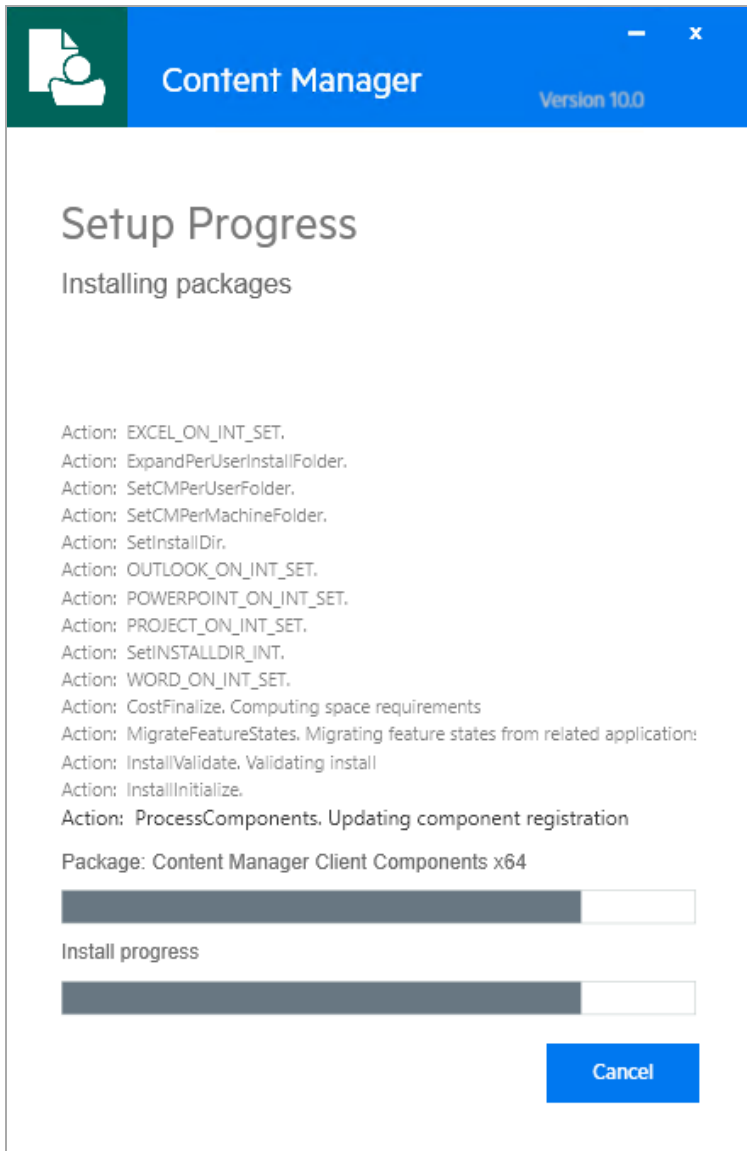 Content Manager
Version 10.0
Setup Progress
Installing packages
Action: EXCEL_ON_INT_SET.
Action: ExpandPerUserInstallFolder.
Action: SetCMPerUserFolder.
Action: SetCMPerMachineFolder.
Action: SetInstallDir.
Action: OUTLOOK_ON_INT_SET.
Action: POWERPOINT_ON_INT_SET.
Action: PROJECT_ON_INT_SET.
Action: SetINSTALLDIR_INT.
Action: WORD_ON_INT_SET.
Action: CostFinalize. Computing space requirements
Action: MigrateFeatureStates. Migrating feature states from related applications
Action: InstallValidate. Validating install
Action: InstallInitialize.
Action: ProcessComponents. Updating component registration
Package: Content Manager Client Components x64
Install progress
Cancel